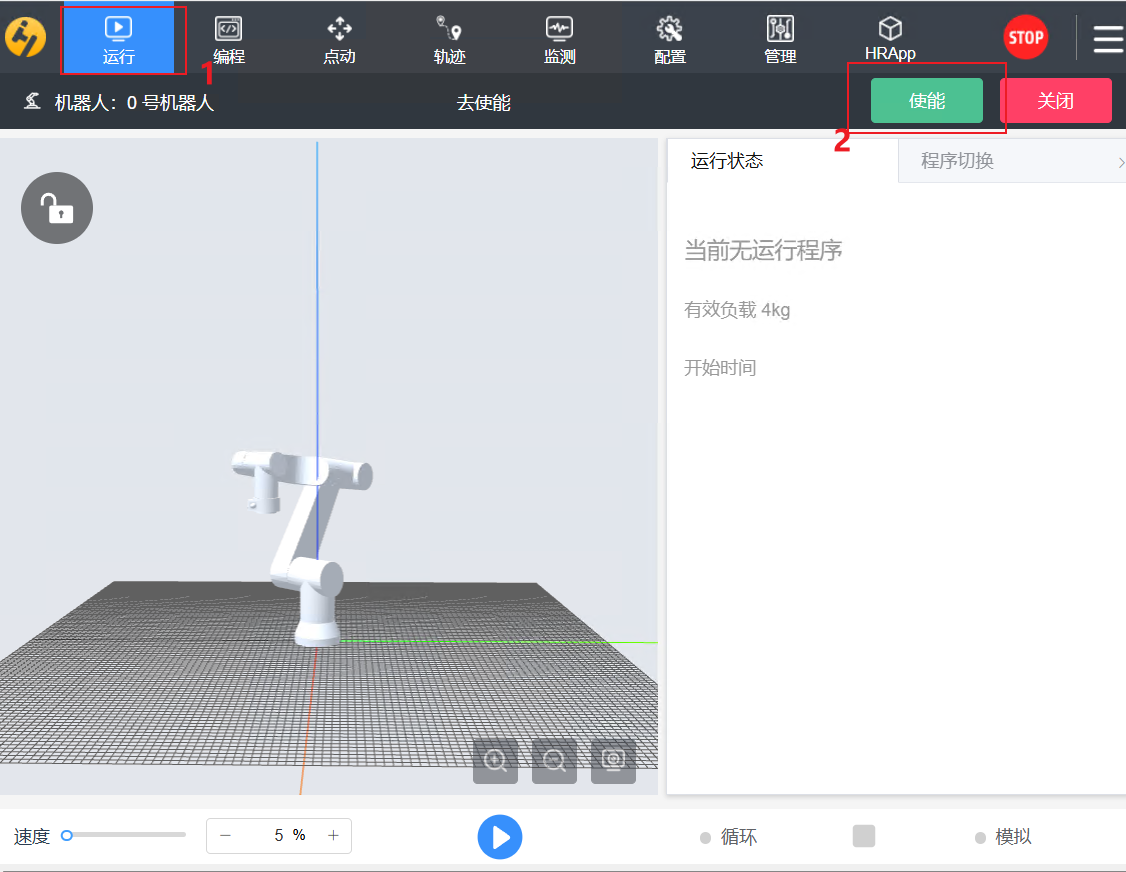 运行
编程
点动
轨迹
监测
配置
管理
HRApp
STOP
1
机器人：0 号机器人
去使能
使能
关闭
2
运行状态
程序切换
当前无运行程序
有效负载 4kg
开始时间
速度
− 5 % +
循环
模拟